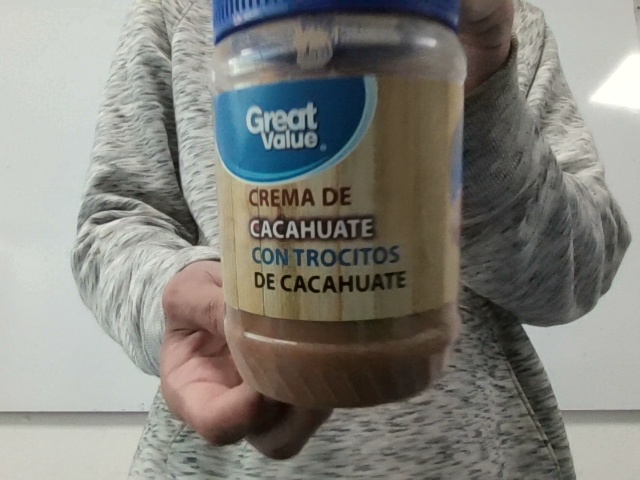 Great
Value
CREMA DE
CACAHUATE
CON TROCITOS
DE CACAHUATE